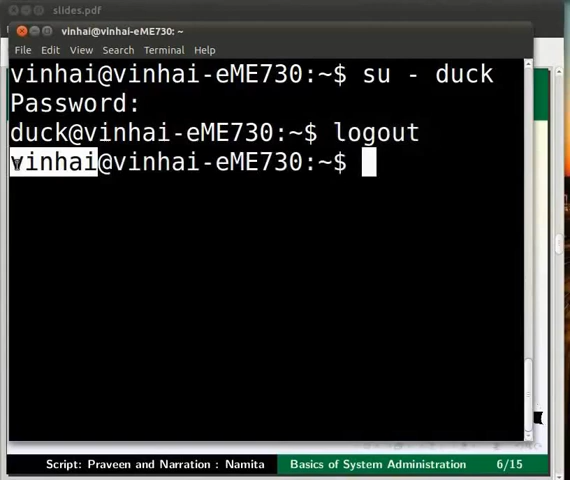 slides.pdf
vinhai@vinhai-eME730: ~
File Edit View Search Terminal Help
vinhai@vinhai-eME730:~$ su - duck
Password:
duck@vinhai-eME730:~$ logout
vinhai@vinhai-eME730:~$
Script: Praveen and Narration : Namita Basics of System Administration 6/15